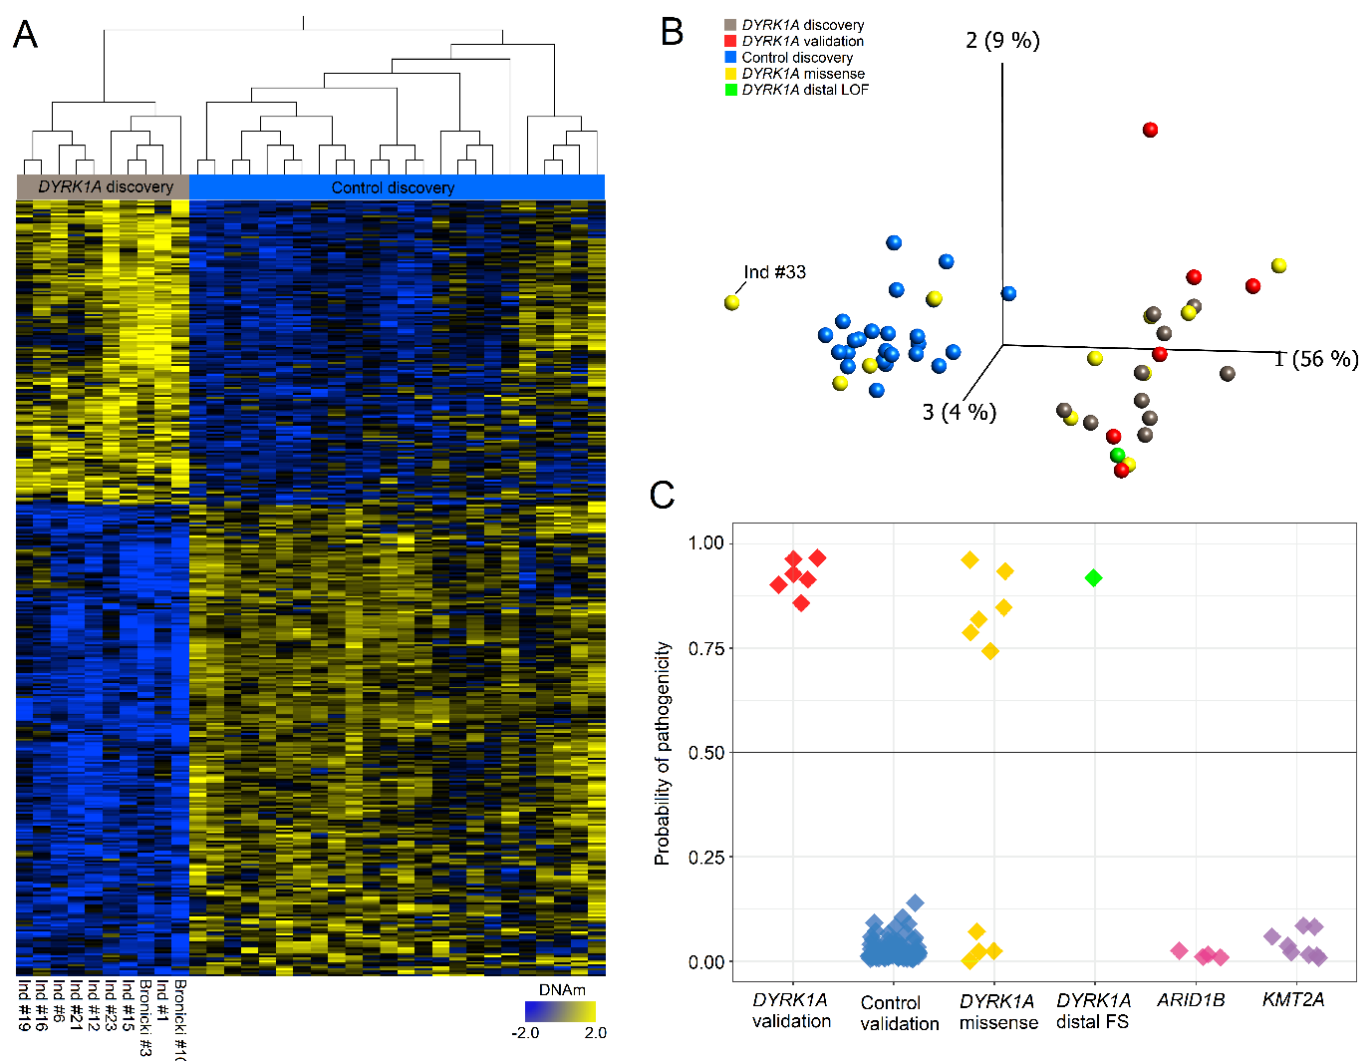 A
DYRK1A discovery
Control discovery
Ind #19
Ind #16
Ind #6
Ind #21
Ind #12
Ind #23
Ind #15
Bronicki #3
Ind #1
Bronicki #10
DNAm
-2.0
2.0
B
DYRK1A discovery
DYRK1A validation
Control discovery
DYRK1A missense
DYRK1A distal LOF
2 (9 %)
Ind #33
1 (56 %)
3 (4 %)
C
Probability of pathogenicity
1.00
0.75
0.50
0.25
0.00
DYRK1A validation
Control validation
DYRK1A missense
DYRK1A distal FS
ARID1B
KMT2A